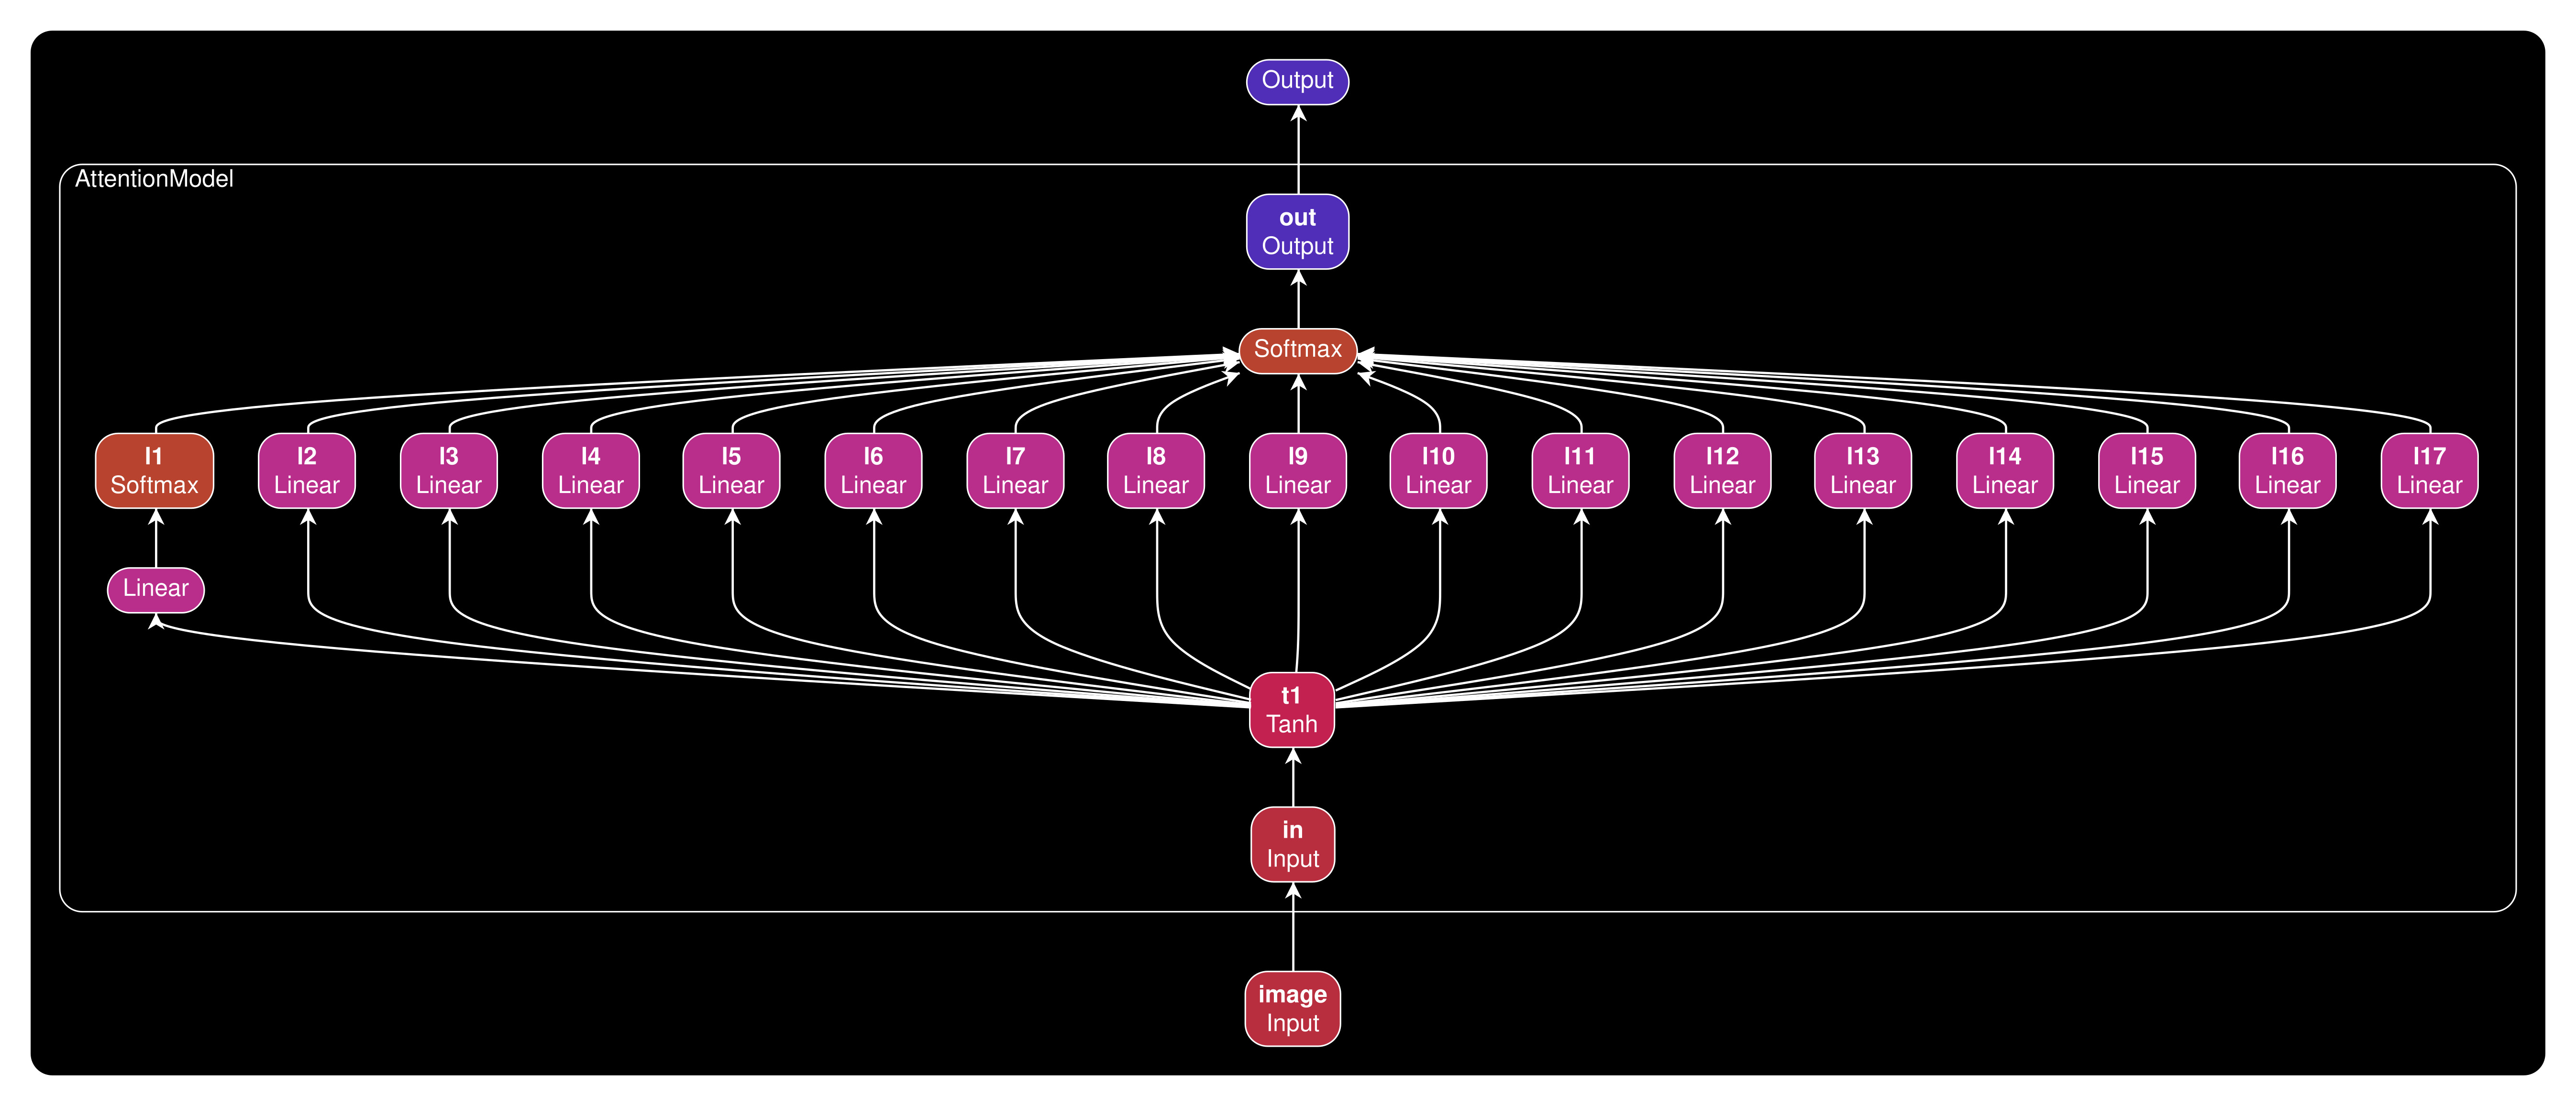 Output
AttentionModel
out
Output
Softmax
l1
Softmax
l2
Linear
l3
Linear
l4
Linear
l5
Linear
l6
Linear
l7
Linear
l8
Linear
l9
Linear
l10
Linear
l11
Linear
l12
Linear
l13
Linear
l14
Linear
l15
Linear
l16
Linear
l17
Linear
Linear
t1
Tanh
in
Input
image
Input